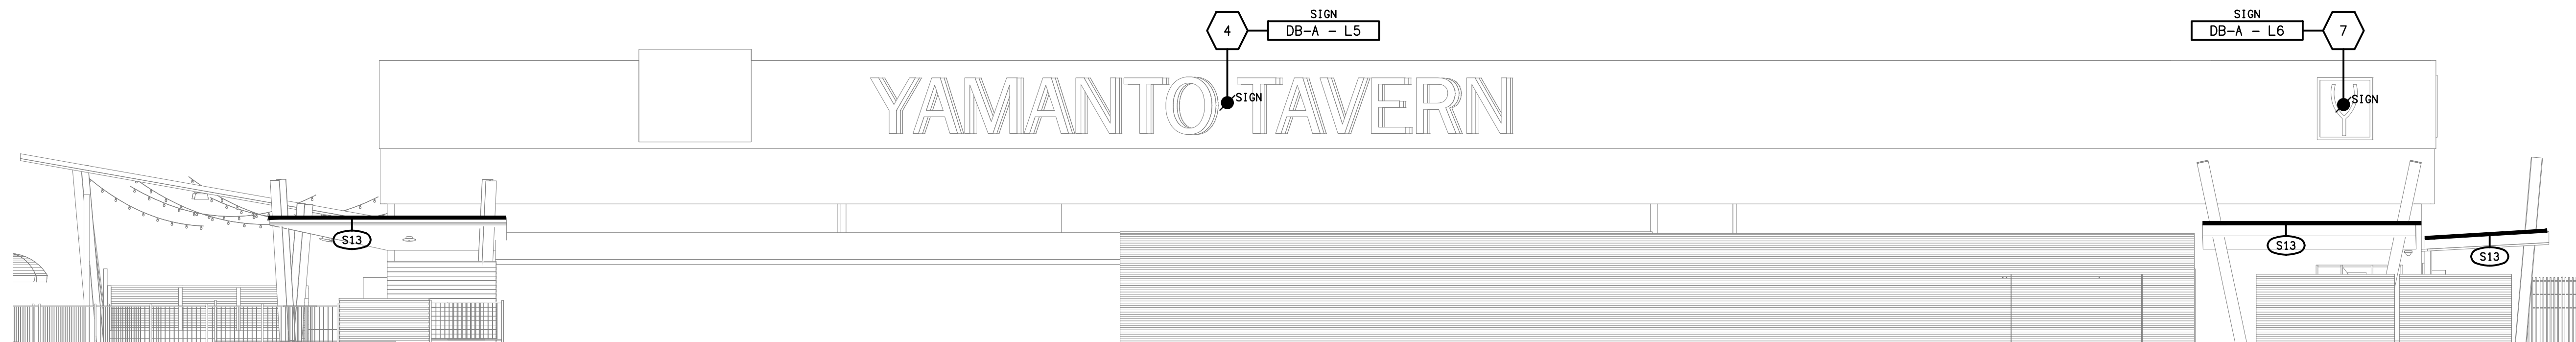 SIGN
4
DB-A - L5
SIGN
DB-A - L6
7
YAMANTO TAVERN
SIGN
SIGN
S13
S13
S13